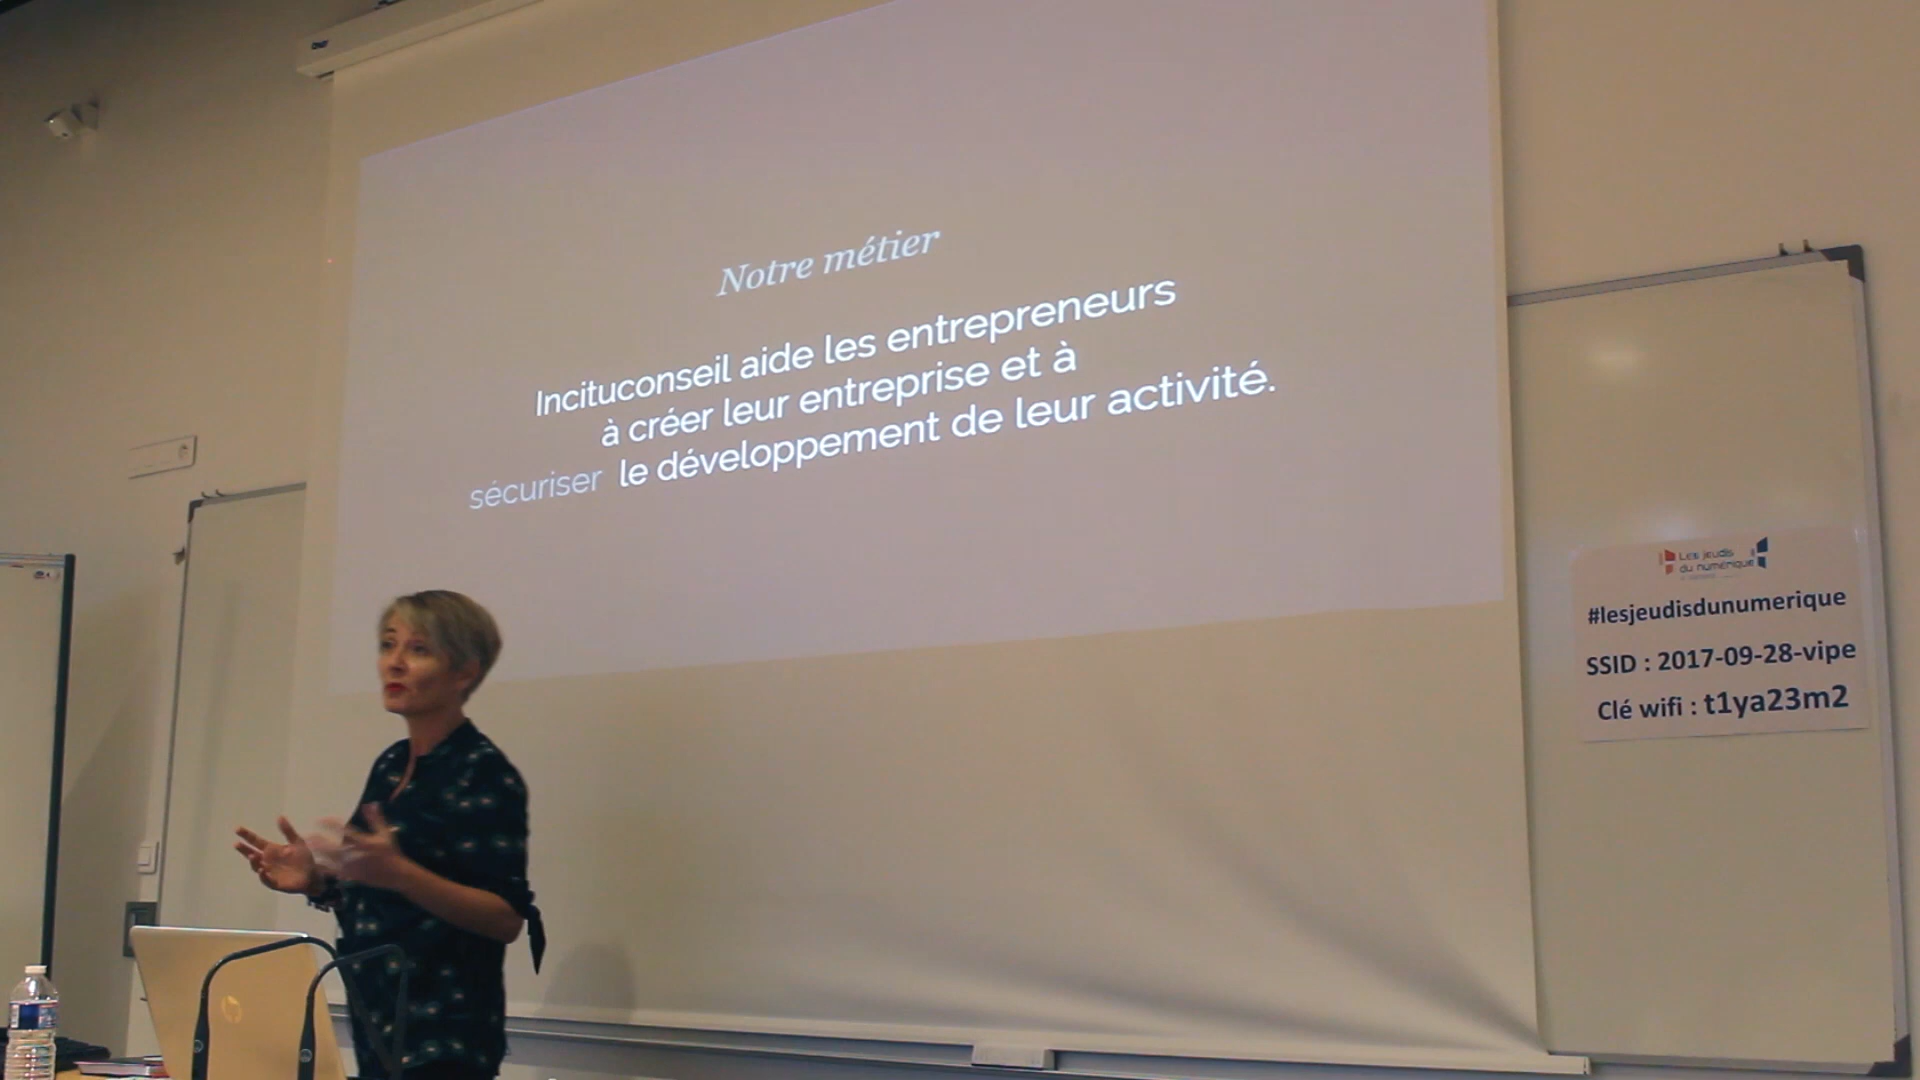 Notre métier
Incituconseil aide les entrepreneurs
à créer leur entreprise et à
sécuriser le développement de leur activité.
Les jeudis
du numérique
#lesjeudisdunumerique
SSID : 2017-09-28-vipe
Clé wifi : t1ya23m2
hp